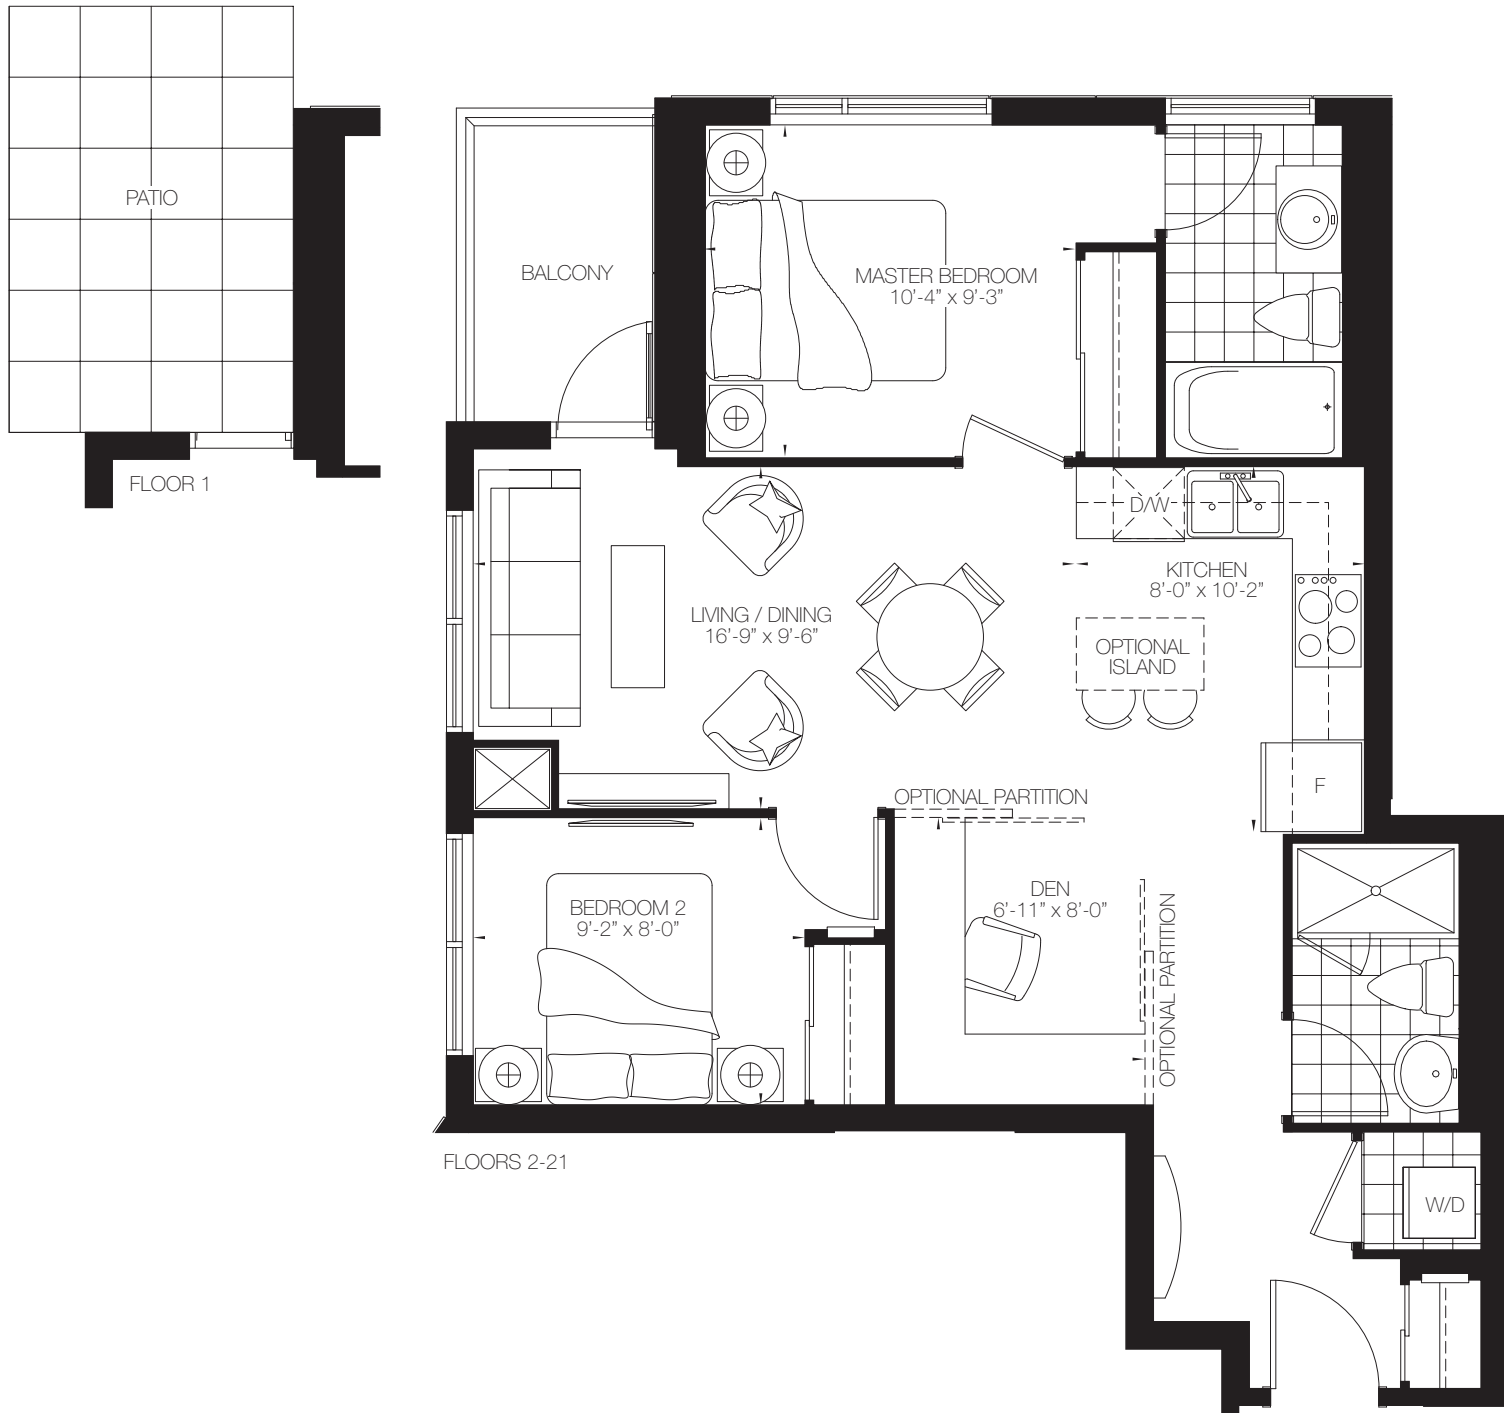 PATIO
FLOOR 1
BALCONY
MASTER BEDROOM
10'-4" x 9'-3"
D/W
KITCHEN
8'-0" x 10'-2"
LIVING / DINING
16'-9" x 9'-6"
OPTIONAL
ISLAND
F
OPTIONAL PARTITION
DEN
6'-11" x 8'-0"
OPTIONAL PARTITION
BEDROOM 2
9'-2" x 8'-0"
FLOORS 2-21
W/D